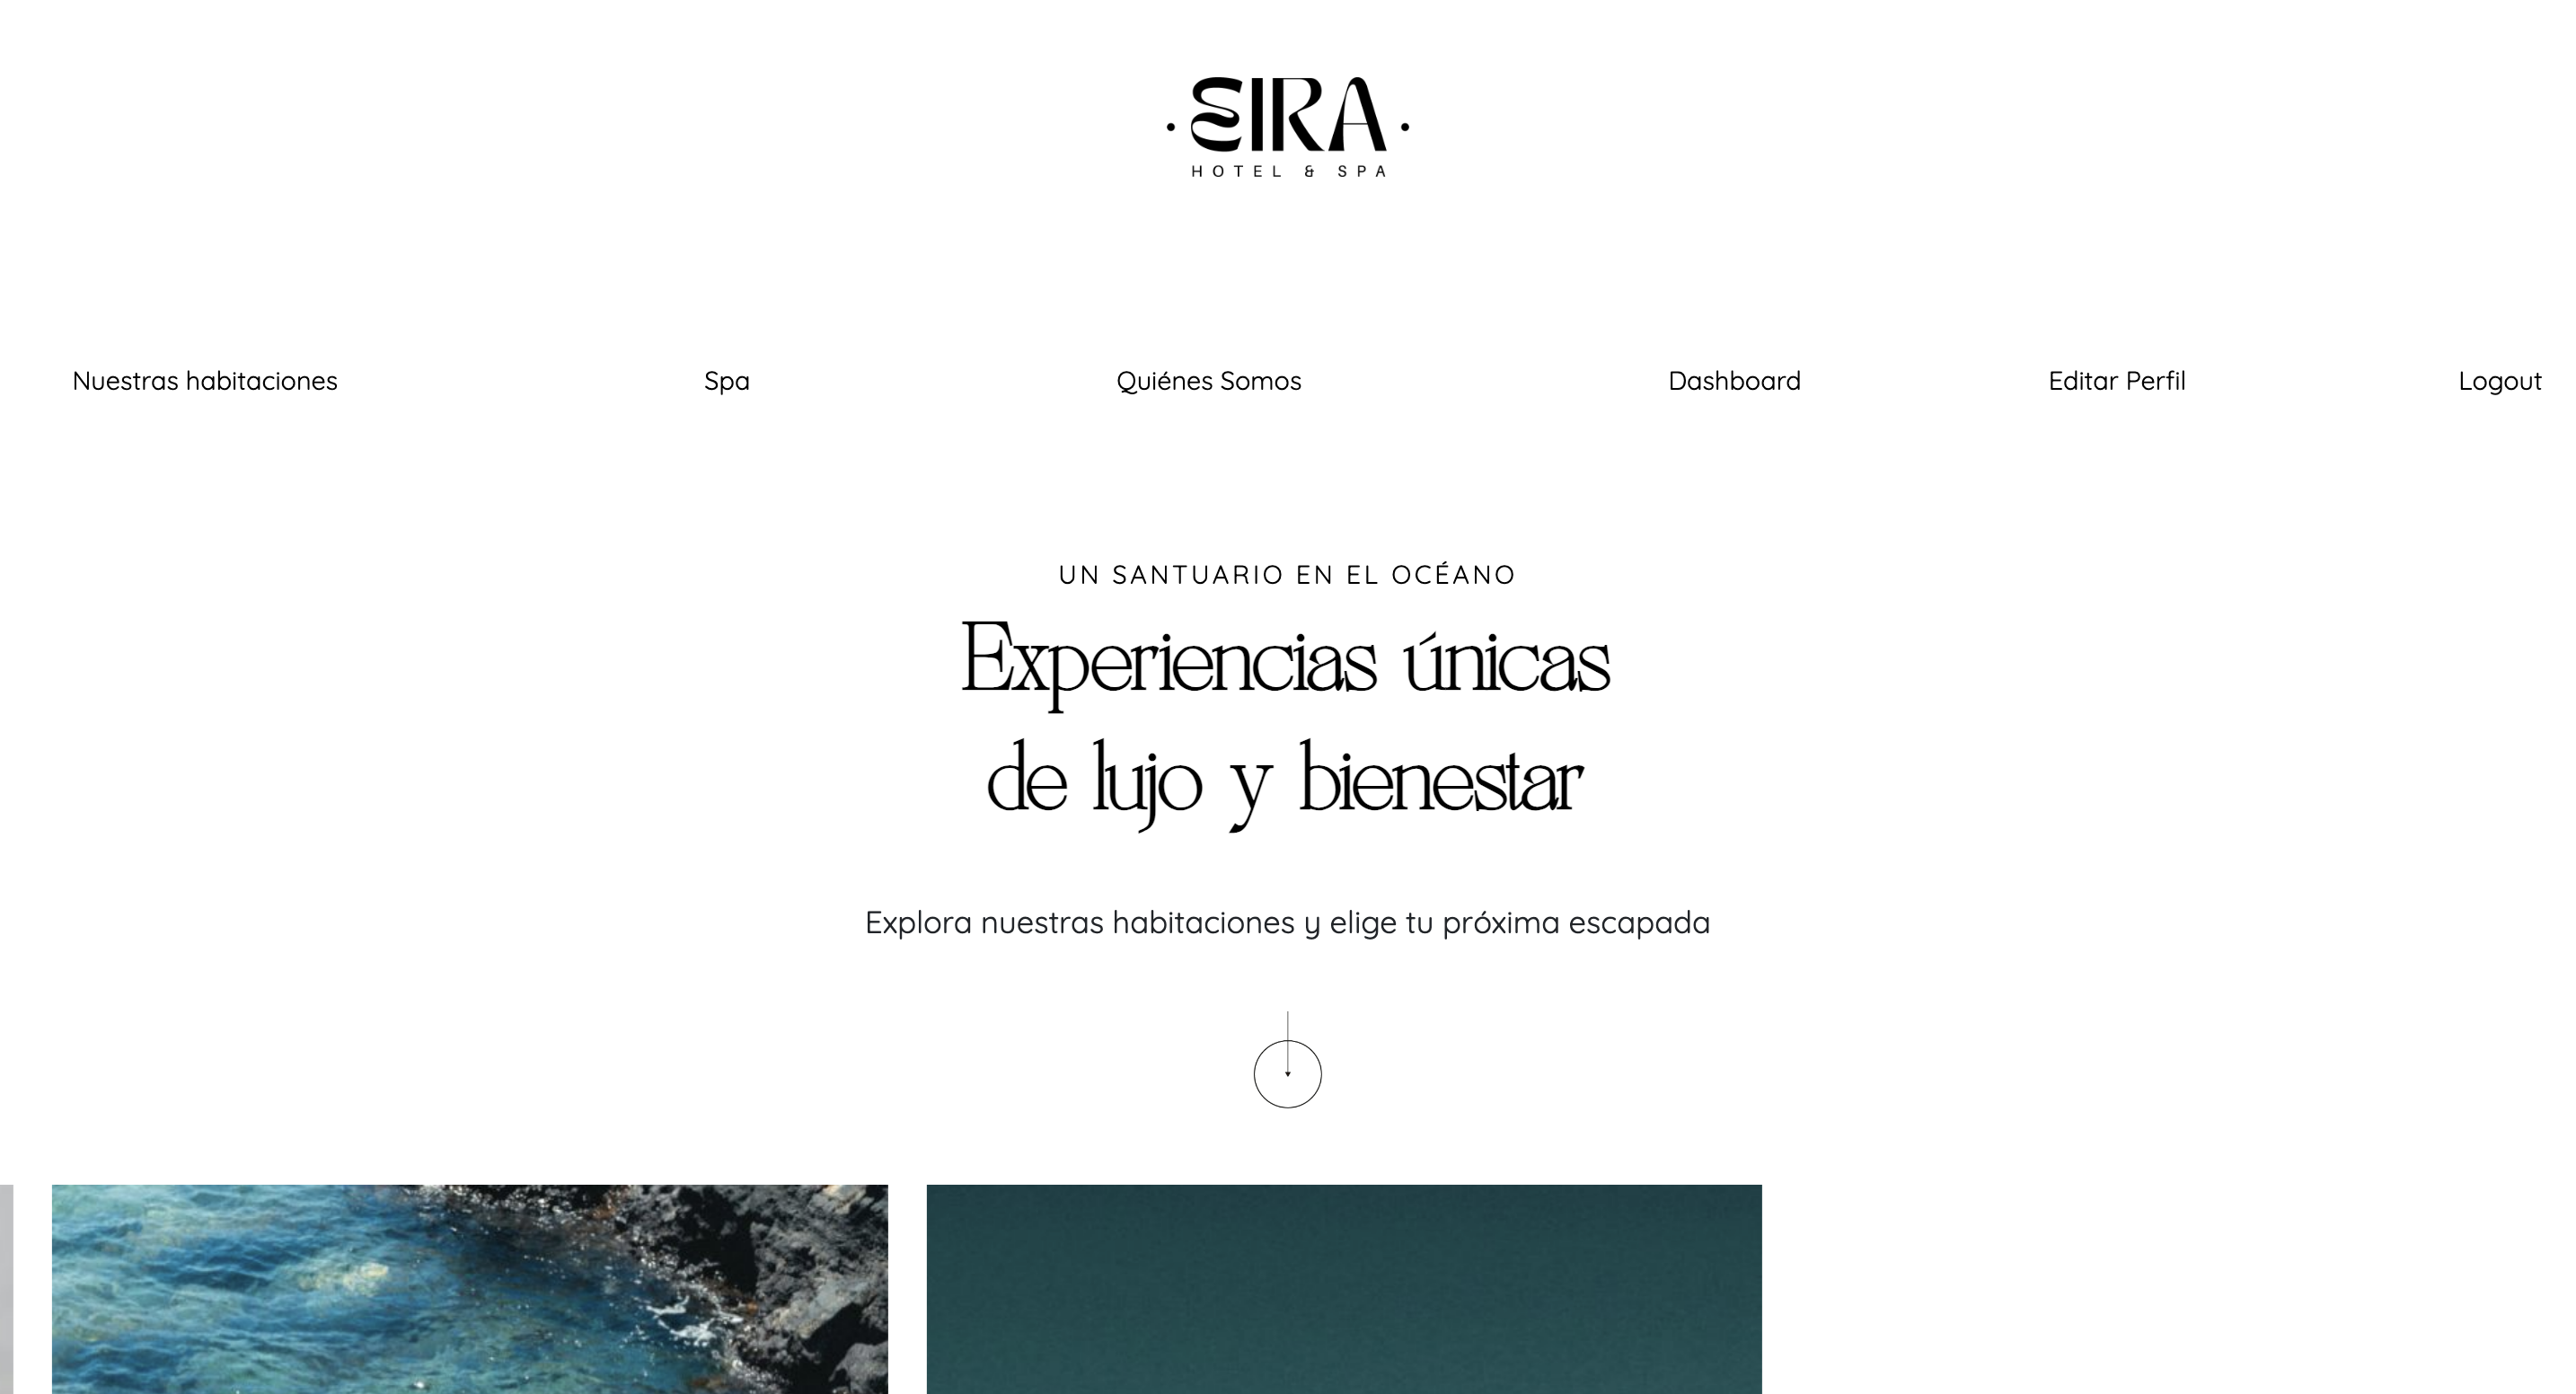 EIRA
HOTEL & SPA
Nuestras habitaciones Spa Quiénes Somos Dashboard Editar Perfil Logout
UN SANTUARIO EN EL OCÉANO
Experiencias únicas
de lujo y bienestar
Explora nuestras habitaciones y elige tu próxima escapada